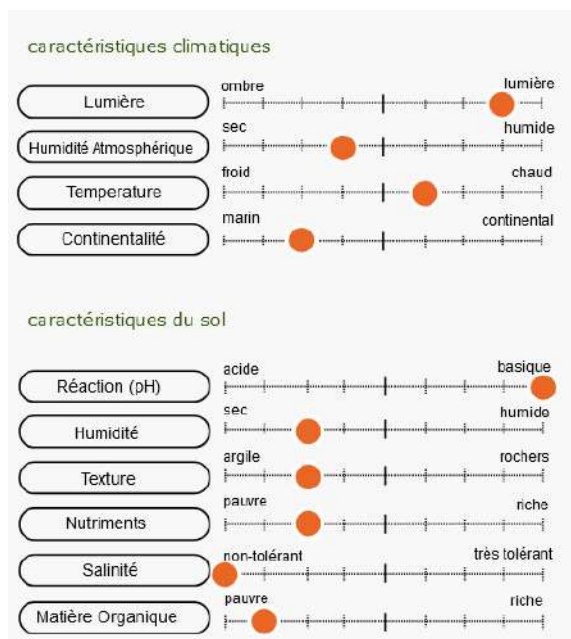 caractéristiques climatiques
ombre lumière
Lumière
sec humide
Humidité Atmosphérique
froid chaud
Temperature
marin continental
Continentalité
caractéristiques du sol
acide basique
Réaction (pH)
sec humide
Humidité
argile rochers
Texture
pauvre riche
Nutriments
non-tolérant très tolérant
Salinité
pauvre riche
Matière Organique